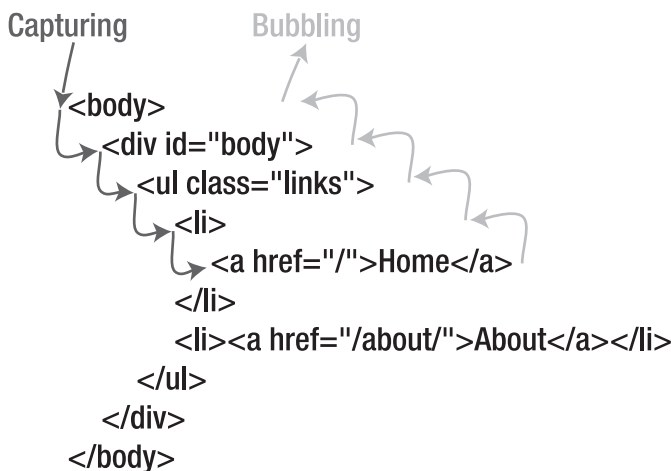 Capturing Bubbling
<body>
<div id="body">
<ul class="links">
<li>
<a href="/">Home</a>
</li>
<li><a href="/about/">About</a></li>
</ul>
</div>
</body>